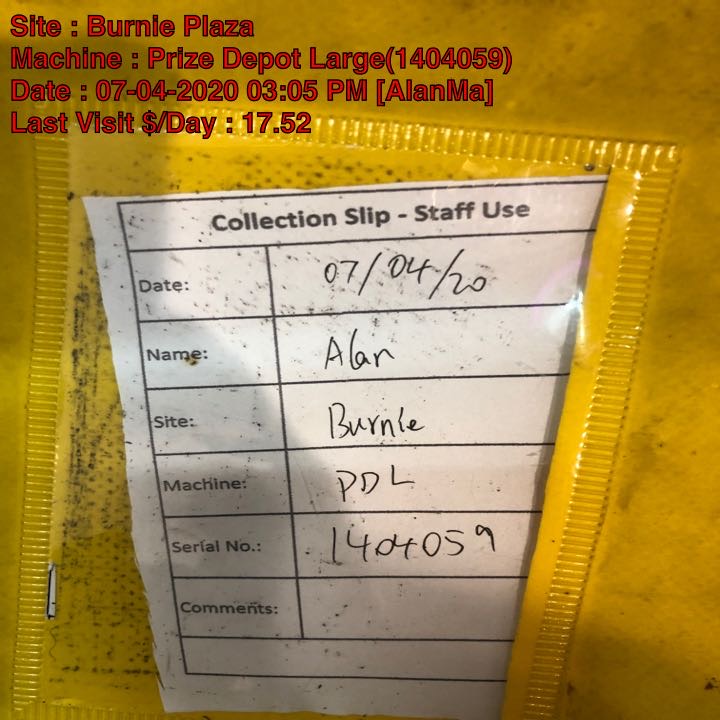 Site : Burnie Plaza
Machine : Prize Depot Large(1404059)
Date : 07-04-2020 03:05 PM [AlanMa]
Last Visit $/Day : 17.52
Collection Slip - Staff Use
Date: 07/04/20
Name: Alan
Site: Burnie
Machine: PDL
Serial No.: 1404059
Comments: